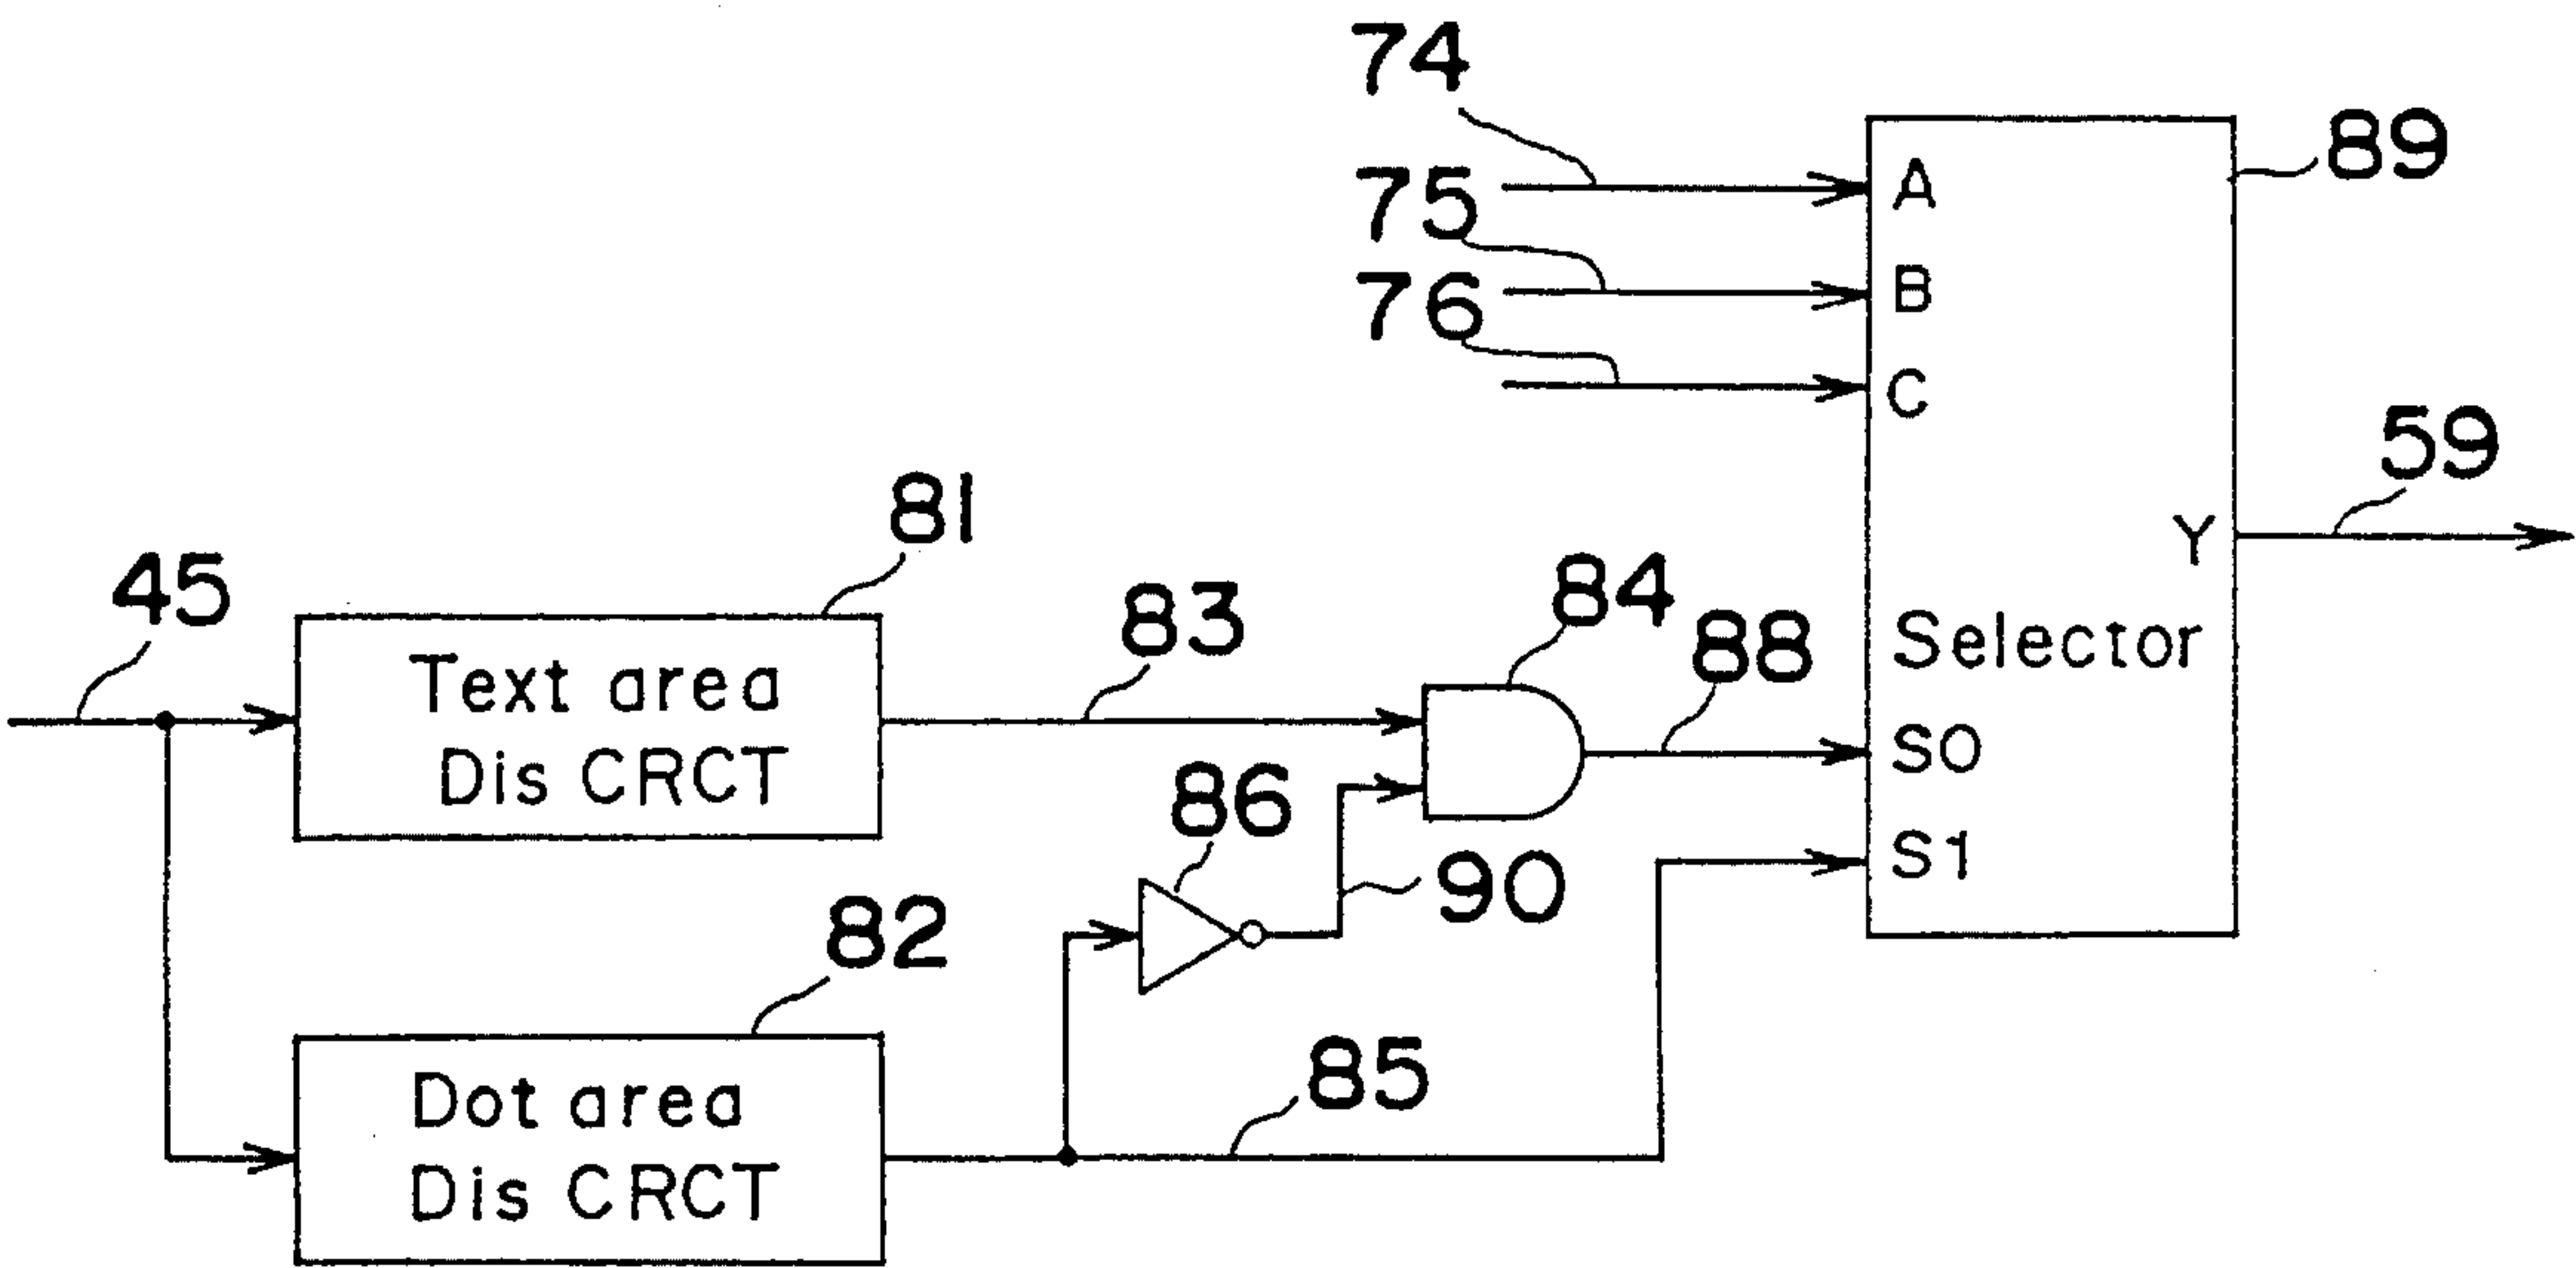 74
75
76
A
B
C
89
59
Y
Selector
S0
S1
45
81
Text area
Dis CRCT
83
84
88
86
90
82
Dot area
Dis CRCT
85